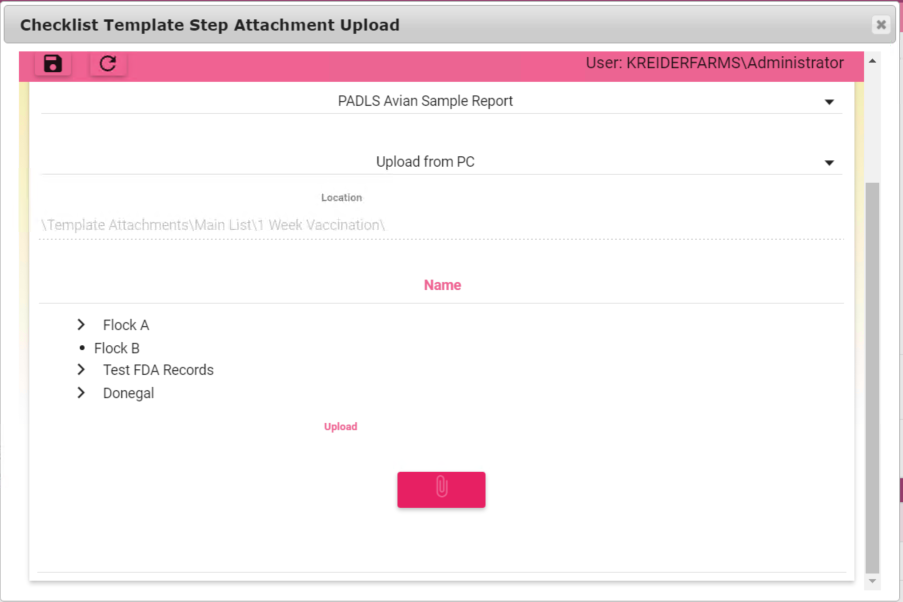 Checklist Template Step Attachment Upload
User: KREIDERFARMS\Administrator
PADLS Avian Sample Report
Upload from PC
Location
\Template Attachments\Main List\1 Week Vaccination\
Name
Flock A
Flock B
Test FDA Records
Donegal
Upload